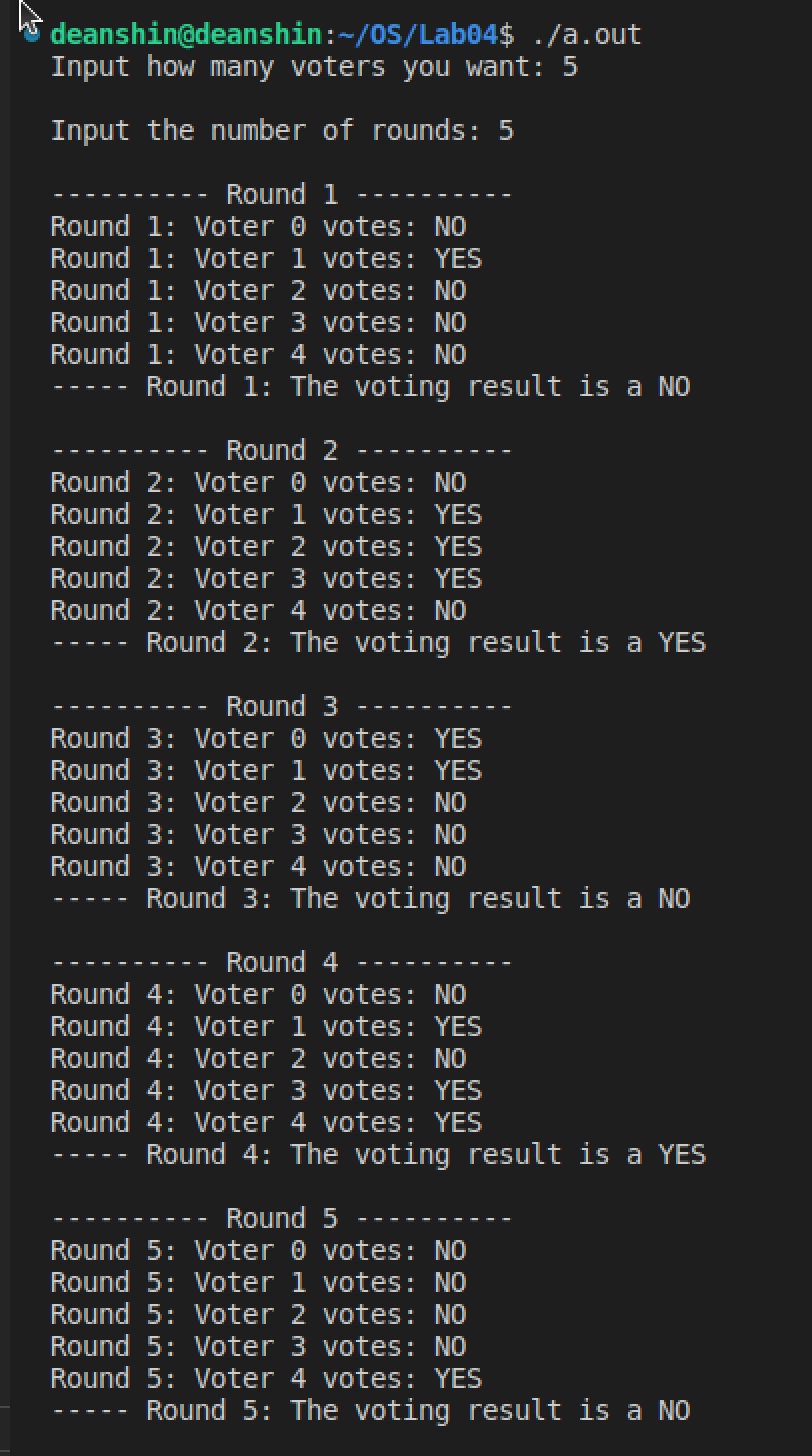 deanshin@deanshin:~/OS/Lab04$ ./a.out
Input how many voters you want: 5
Input the number of rounds: 5
---------- Round 1 ----------
Round 1: Voter 0 votes: NO
Round 1: Voter 1 votes: YES
Round 1: Voter 2 votes: NO
Round 1: Voter 3 votes: NO
Round 1: Voter 4 votes: NO
----- Round 1: The voting result is a NO
---------- Round 2 ----------
Round 2: Voter 0 votes: NO
Round 2: Voter 1 votes: YES
Round 2: Voter 2 votes: YES
Round 2: Voter 3 votes: YES
Round 2: Voter 4 votes: NO
----- Round 2: The voting result is a YES
---------- Round 3 ----------
Round 3: Voter 0 votes: YES
Round 3: Voter 1 votes: YES
Round 3: Voter 2 votes: NO
Round 3: Voter 3 votes: NO
Round 3: Voter 4 votes: NO
----- Round 3: The voting result is a NO
---------- Round 4 ----------
Round 4: Voter 0 votes: NO
Round 4: Voter 1 votes: YES
Round 4: Voter 2 votes: NO
Round 4: Voter 3 votes: YES
Round 4: Voter 4 votes: YES
----- Round 4: The voting result is a YES
---------- Round 5 ----------
Round 5: Voter 0 votes: NO
Round 5: Voter 1 votes: NO
Round 5: Voter 2 votes: NO
Round 5: Voter 3 votes: NO
Round 5: Voter 4 votes: YES
----- Round 5: The voting result is a NO